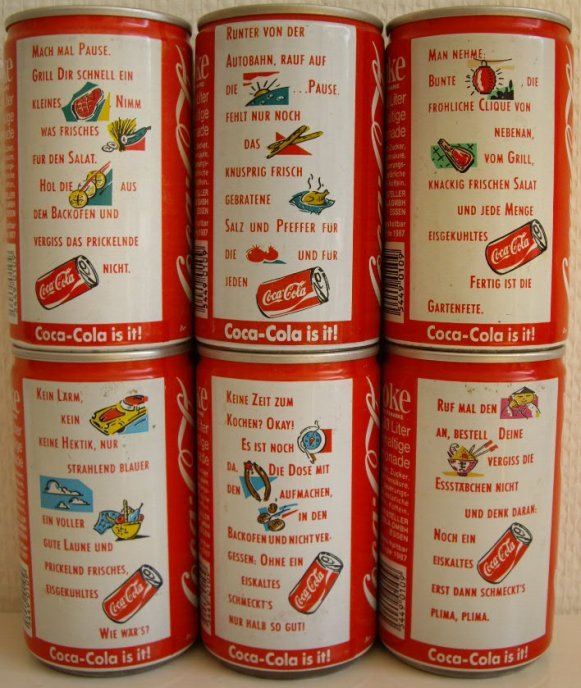 MACH MAL PAUSE.
GRILL DIR SCHNELL EIN
KLEINES NIMM
WAS FRISCHES
FÜR DEN SALAT.
HOL DIE AUS
DEM BACKOFEN UND
VERGISS DAS PRICKELNDE
NICHT.
Coca-Cola
Coca-Cola is it!
RUNTER VON DER
AUTOBAHN, RAUF AUF
DIE ...PAUSE.
FEHLT NUR NOCH
DAS
KNUSPRIG FRISCH
GEBRATENE
SALZ UND PFEFFER FÜR
DIE UND FÜR
JEDEN
Coca-Cola
Coca-Cola is it!
MAN NEHME:
BUNTE , DIE
FRÖHLICHE CLIQUE VON
NEBENAN,
VOM GRILL,
KNACKIG FRISCHEN SALAT
UND JEDE MENGE
EISGEKÜHLTES
Coca-Cola
FERTIG IST DIE
GARTENFETE.
Coca-Cola is it!
KEIN LÄRM,
KEIN
KEINE HEKTIK, NUR
STRAHLEND BLAUER
EIN VOLLER
GUTE LAUNE UND
PRICKELND FRISCHES,
EISGEKÜHLTES
Coca-Cola
WIE WÄR'S?
Coca-Cola is it!
KEINE ZEIT ZUM
KOCHEN? OKAY!
ES IST NOCH
DA. DIE DOSE MIT
DEN AUFMACHEN,
IN DEN
BACKOFEN UND NICHT VER-
GESSEN: OHNE EIN
EISKALTES
SCHMECKT'S
NUR HALB SO GUT!
Coca-Cola
Coca-Cola is it!
RUF MAL DEN
AN, BESTELL DEINE
VERGISS DIE
ESSSTÄBCHEN NICHT
UND DENK DARAN:
NOCH EIN
EISKALTES
Coca-Cola
ERST DANN SCHMECKT'S
PLIMA, PLIMA.
Coca-Cola is it!